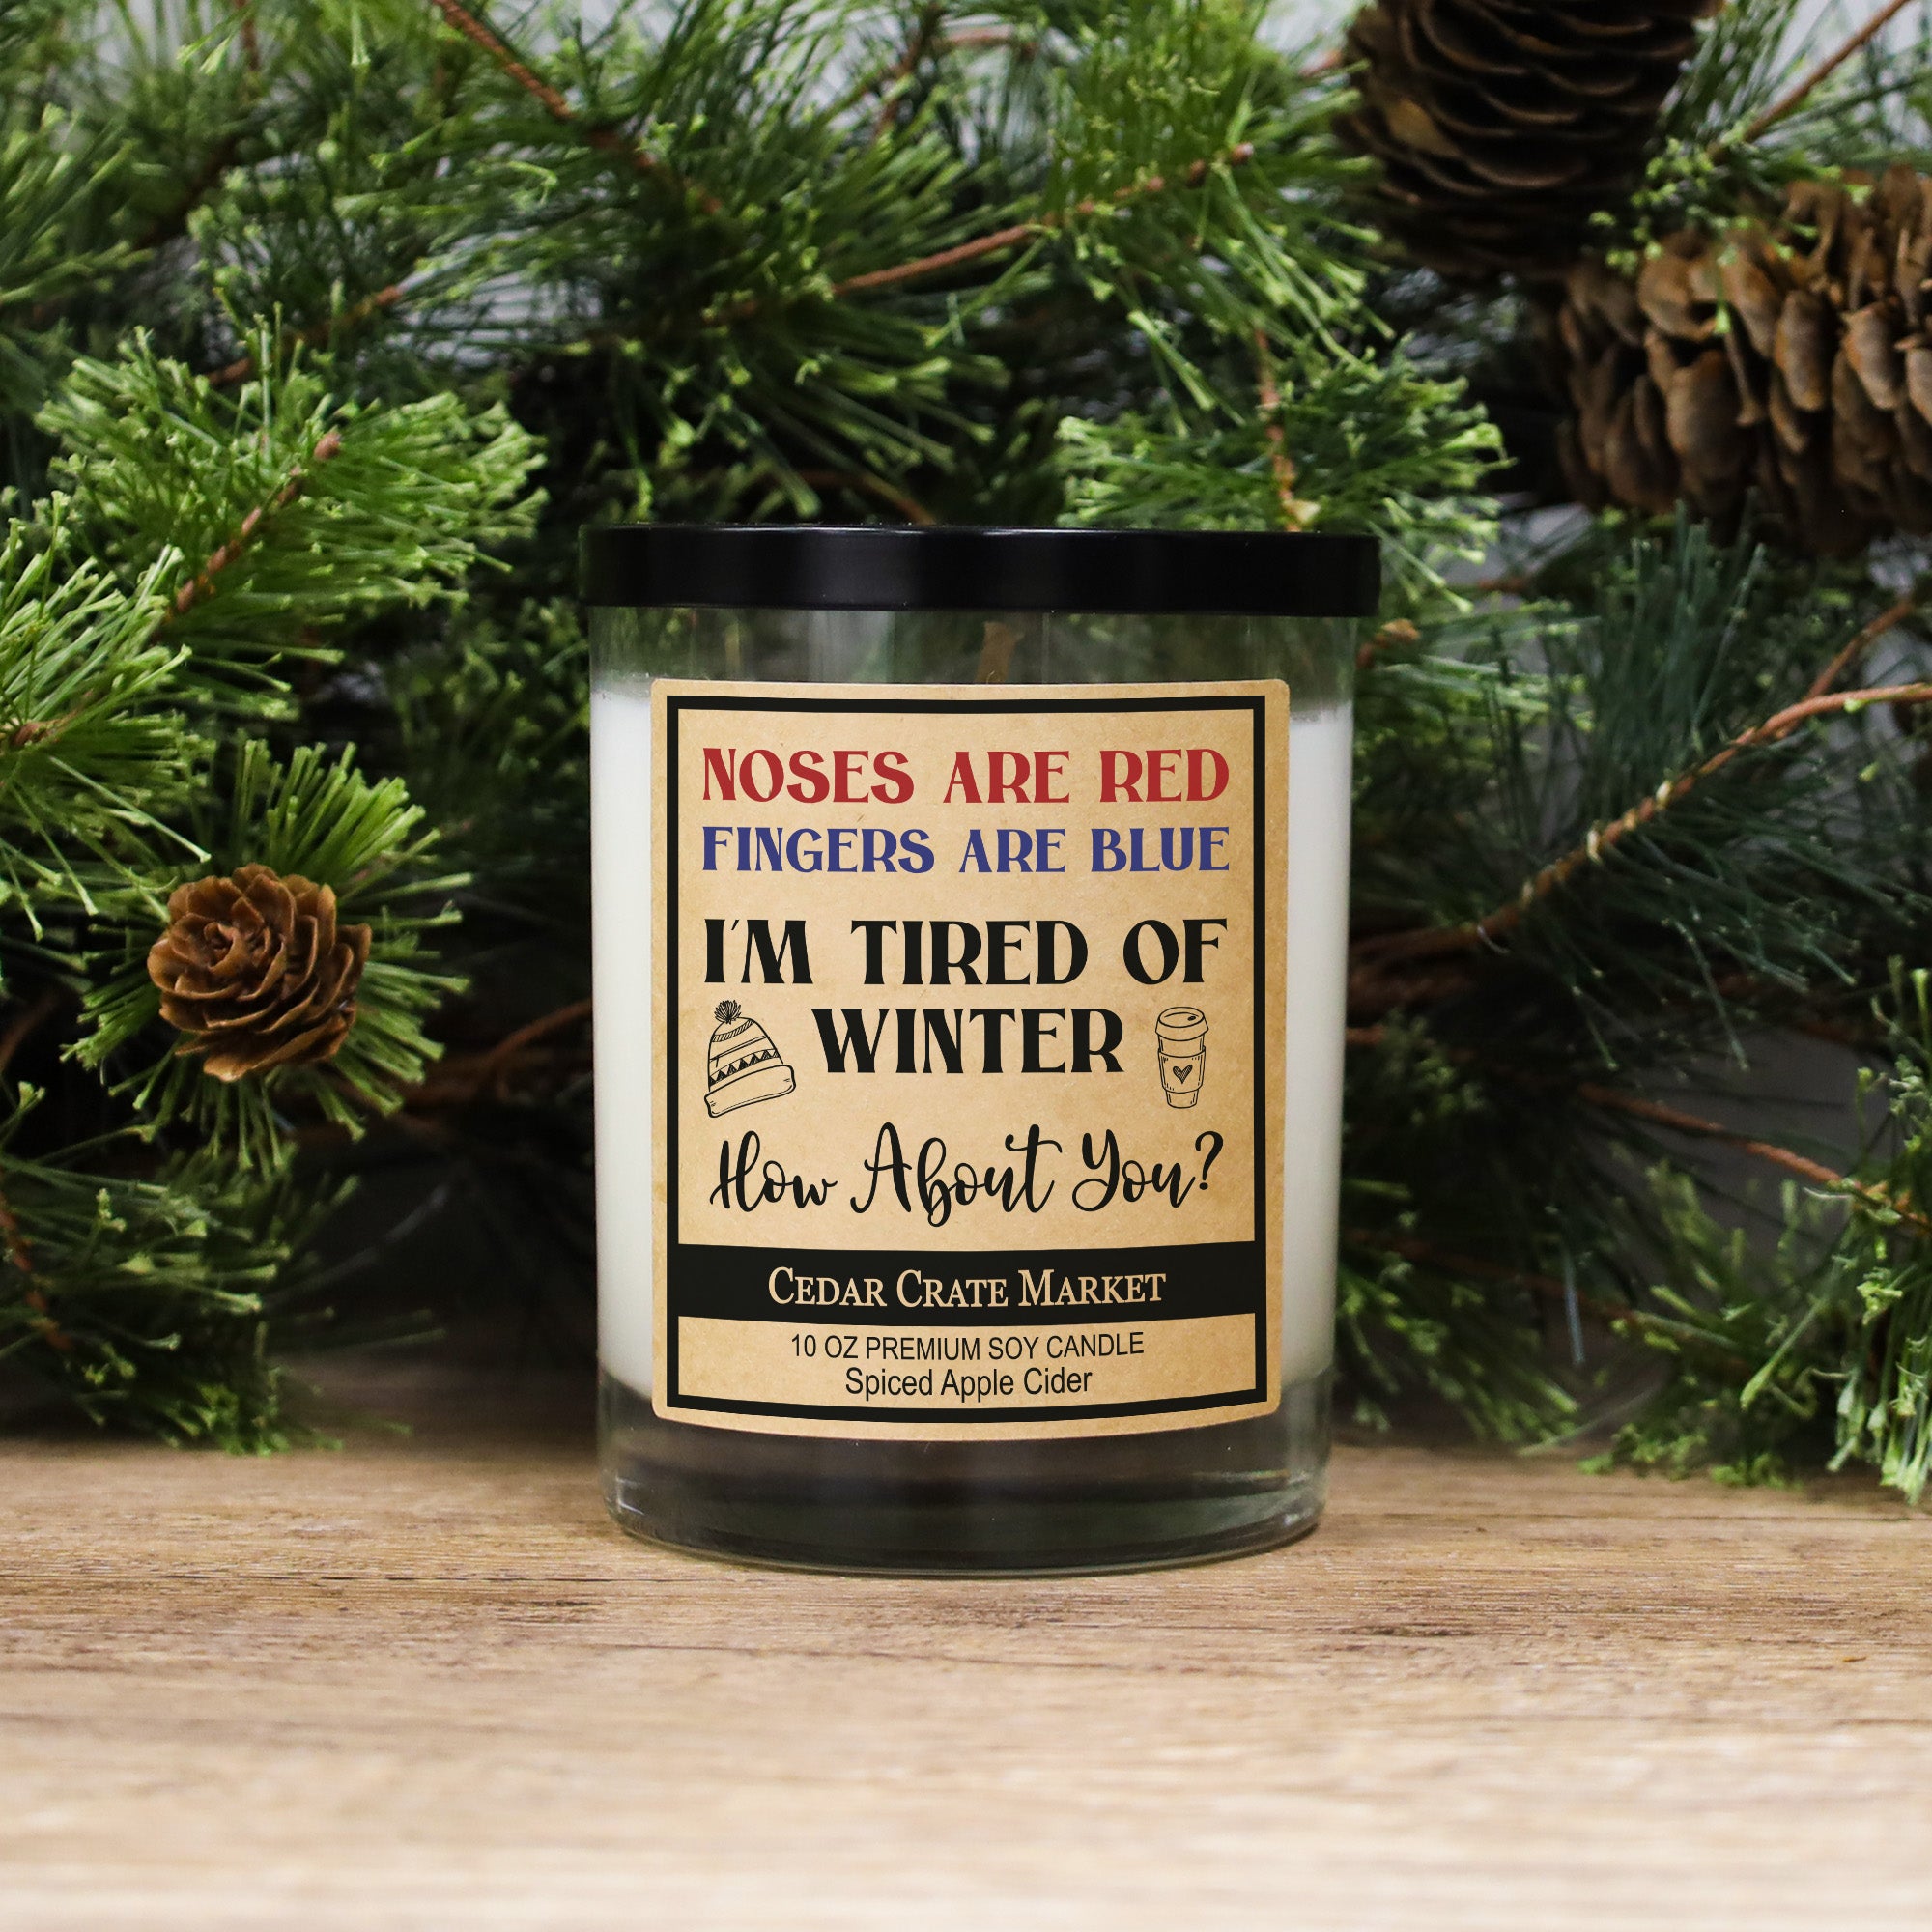 NOSES ARE RED
FINGERS ARE BLUE
I'M TIRED OF
WINTER
How About You?
CEDAR CRATE MARKET
10 OZ PREMIUM SOY CANDLE
Spiced Apple Cider